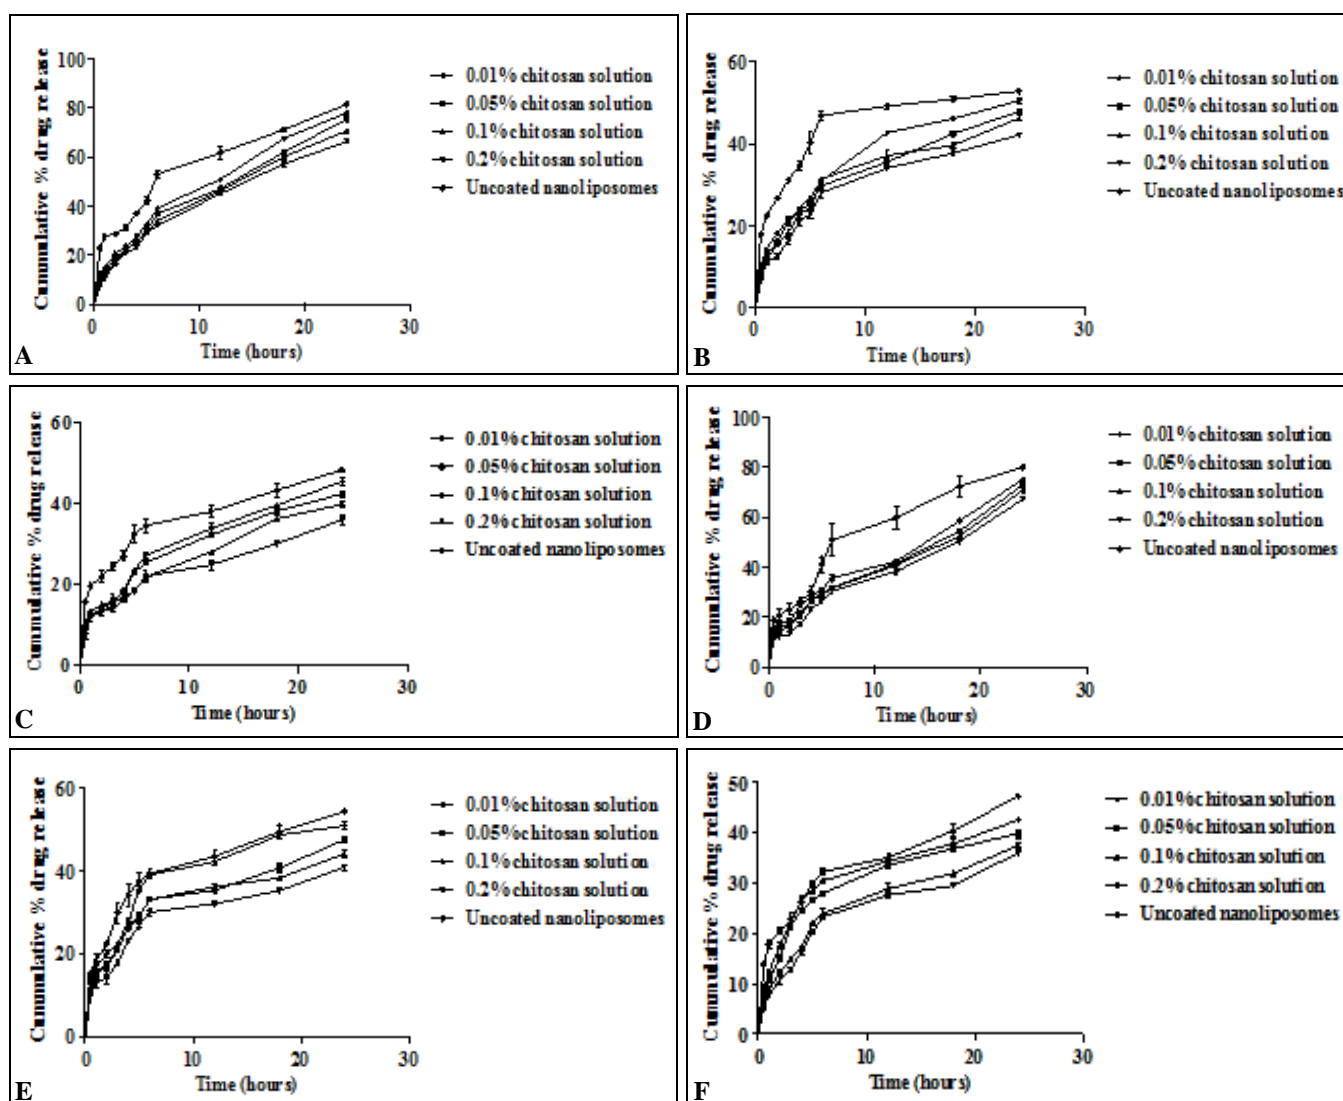 Cummulative % drug release
100
80
60
40
20
0
0 10 20 30
Time (hours)
0.01% chitosan solution
0.05% chitosan solution
0.1% chitosan solution
0.2% chitosan solution
Uncoated nanoliposomes
A
Cummulative % drug release
60
40
20
0
0 10 20 30
Time (hours)
0.01% chitosan solution
0.05% chitosan solution
0.1% chitosan solution
0.2% chitosan solution
Uncoated nanoliposomes
B
Cummulative % drug release
60
40
20
0
0 10 20 30
Time (hours)
0.01% chitosan solution
0.05% chitosan solution
0.1% chitosan solution
0.2% chitosan solution
Uncoated nanoliposomes
C
Cummulative % drug release
100
80
60
40
20
0
0 10 20 30
Time (hours)
0.01% chitosan solution
0.05% chitosan solution
0.1% chitosan solution
0.2% chitosan solution
Uncoated nanoliposomes
D
Cummulative % drug release
60
40
20
0
0 10 20 30
Time (hours)
0.01% chitosan solution
0.05% chitosan solution
0.1% chitosan solution
0.2% chitosan solution
Uncoated nanoliposomes
E
Cummulative % drug release
50
40
30
20
10
0
0 10 20 30
Time (hours)
0.01% chitosan solution
0.05% chitosan solution
0.1% chitosan solution
0.2% chitosan solution
Uncoated nanoliposomes
F